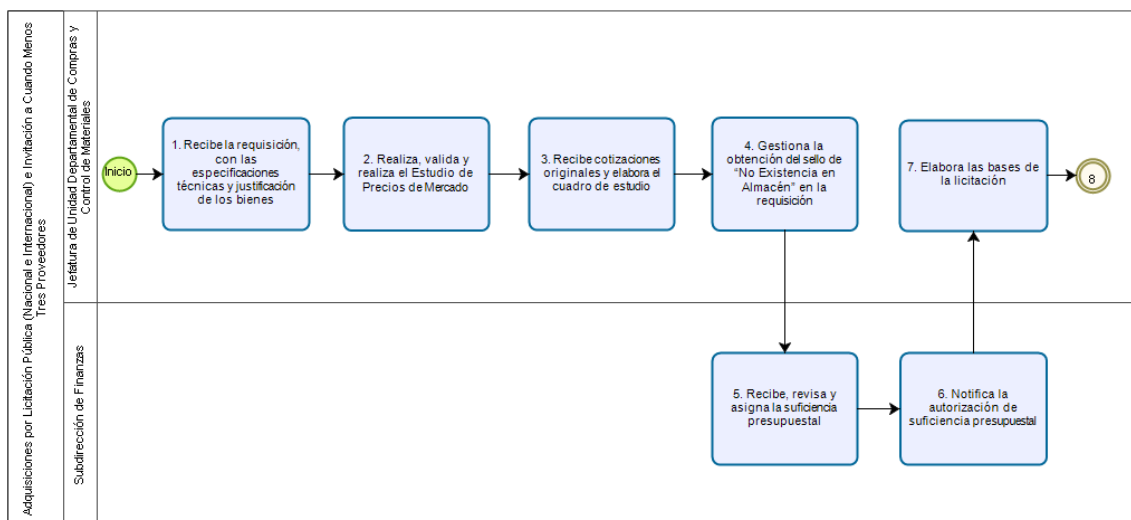 Adquisiciones por Licitación Pública (Nacional e Internacional) e Invitación a Cuando Menos
Tres Proveedores
Jefatura de Unidad Departamental de Compras y
Control de Materiales
Inicio
1. Recibe la requisición,
con las
especificaciones
técnicas y justificación
de los bienes
2. Realiza, valida y
realiza el Estudio de
Precios de Mercado
3. Recibe cotizaciones
originales y elabora el
cuadro de estudio
4. Gestiona la
obtención del sello de
“No Existencia en
Almacén” en la
requisición
7. Elabora las bases de
la licitación
8
Subdirección de Finanzas
5. Recibe, revisa y
asigna la suficiencia
presupuestal
6. Notifica la
autorización de
suficiencia presupuestal